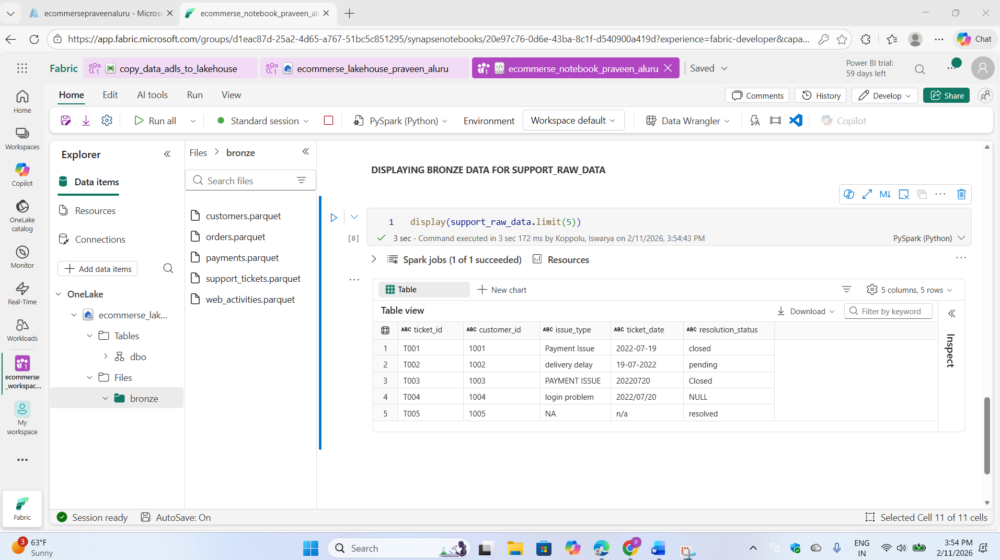 ecommersepraveenaluru - Microso
ecommerse_notebook_praveen_alu
https://app.fabric.microsoft.com/groups/d1eac87d-25a2-4d65-a767-51bc5c851295/synapsenotebooks/20e97c76-0d6e-43ba-8c1f-d540900a419d?experience=fabric-developer&capa...
Chat
Fabric
copy_data_adls_to_lakehouse
ecommerse_lakehouse_praveen_aluru
ecommerse_notebook_praveen_aluru
Saved
Power BI trial:
59 days left
Home Edit AI tools Run View
Comments History Develop Share
Run all Standard session PySpark (Python) Environment Workspace default Data Wrangler Copilot
Home
Workspaces
Copilot
OneLake
catalog
Monitor
Real-Time
Workloads
ecommerse
_workspac...
My
workspace
Fabric
Explorer
Data items
Resources
Connections
Add data items
OneLake
ecommerse_lak...
Tables
dbo
Files
bronze
Files > bronze
Search files
customers.parquet
orders.parquet
payments.parquet
support_tickets.parquet
web_activities.parquet
DISPLAYING BRONZE DATA FOR SUPPORT_RAW_DATA
M↓
1 display(support_raw_data.limit(5))
[8] 3 sec - Command executed in 3 sec 172 ms by Koppolu, Iswarya on 2/11/2026, 3:54:43 PM PySpark (Python)
Spark jobs (1 of 1 succeeded) Resources
Table New chart 5 columns, 5 rows
Table view Download Filter by keyword
ABC ticket_id ABC customer_id ABC issue_type ABC ticket_date ABC resolution_status
1 T001 1001 Payment Issue 2022-07-19 closed
2 T002 1002 delivery delay 19-07-2022 pending
3 T003 1003 PAYMENT ISSUE 20220720 Closed
4 T004 1004 login problem 2022/07/20 NULL
5 T005 1005 NA n/a resolved
Inspect
Session ready AutoSave: On Selected Cell 11 of 11 cells
3
63°F
Sunny
Search
P
ENG
IN
3:54 PM
2/11/2026